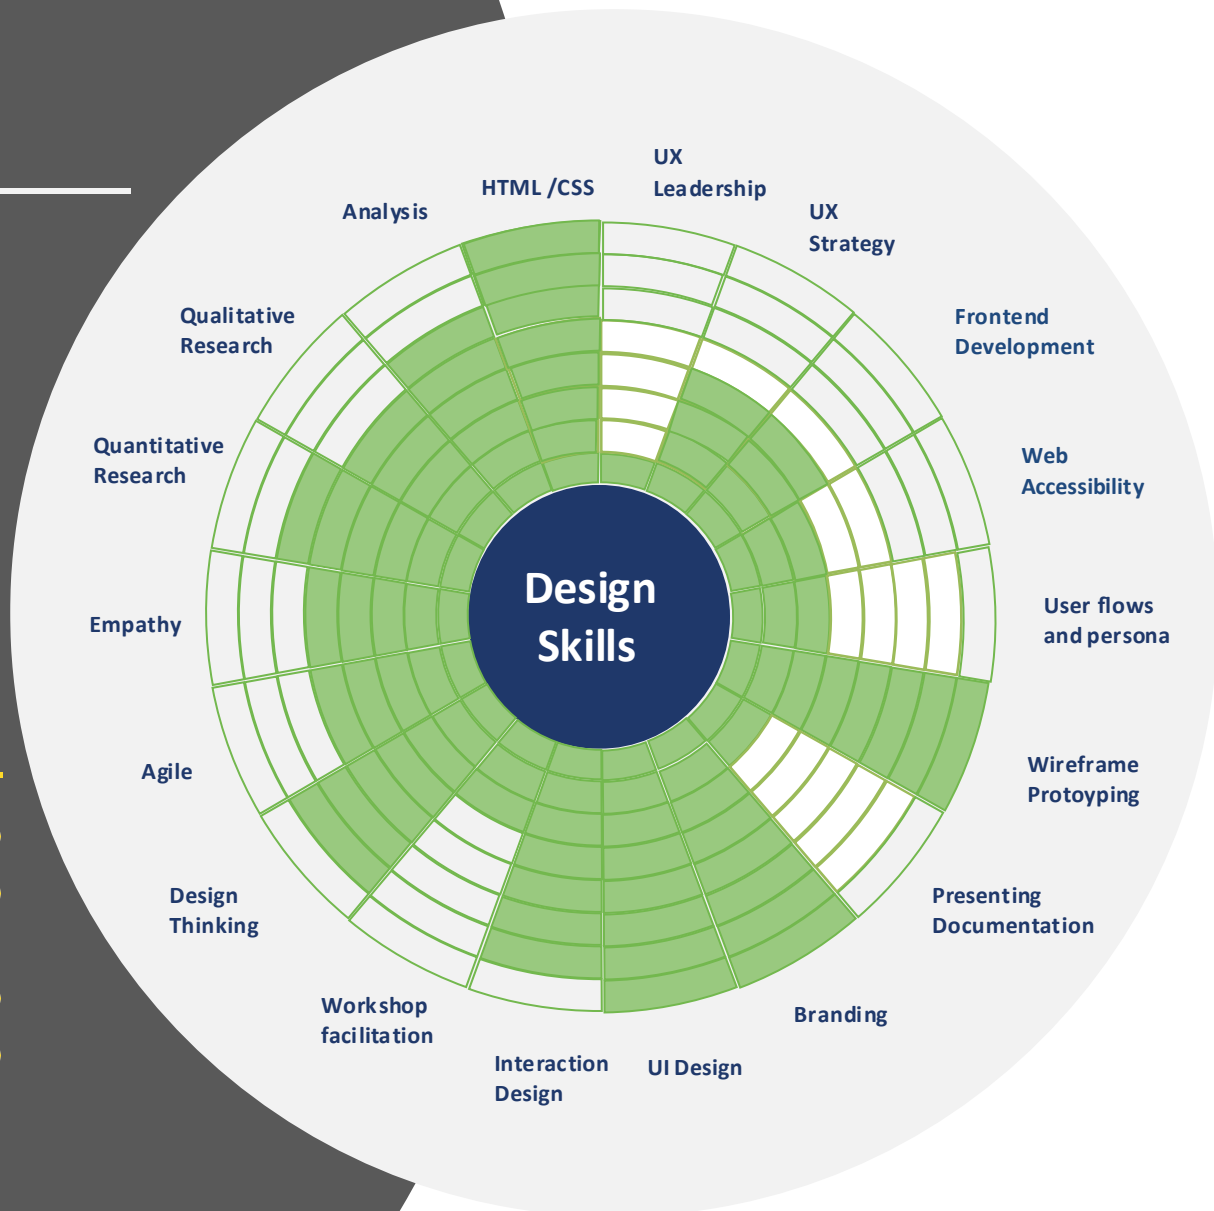 UX
Leadership
HTML /CSS
UX
Strategy
Analysis
Qualitative
Research
Frontend
Development
Quantitative
Research
Web
Accessibility
Design
Skills
Empathy
User flows
and persona
Agile
Wireframe
Protoyping
Design
Thinking
Presenting
Documentation
Workshop
facilitation
Branding
Interaction
Design
UI Design